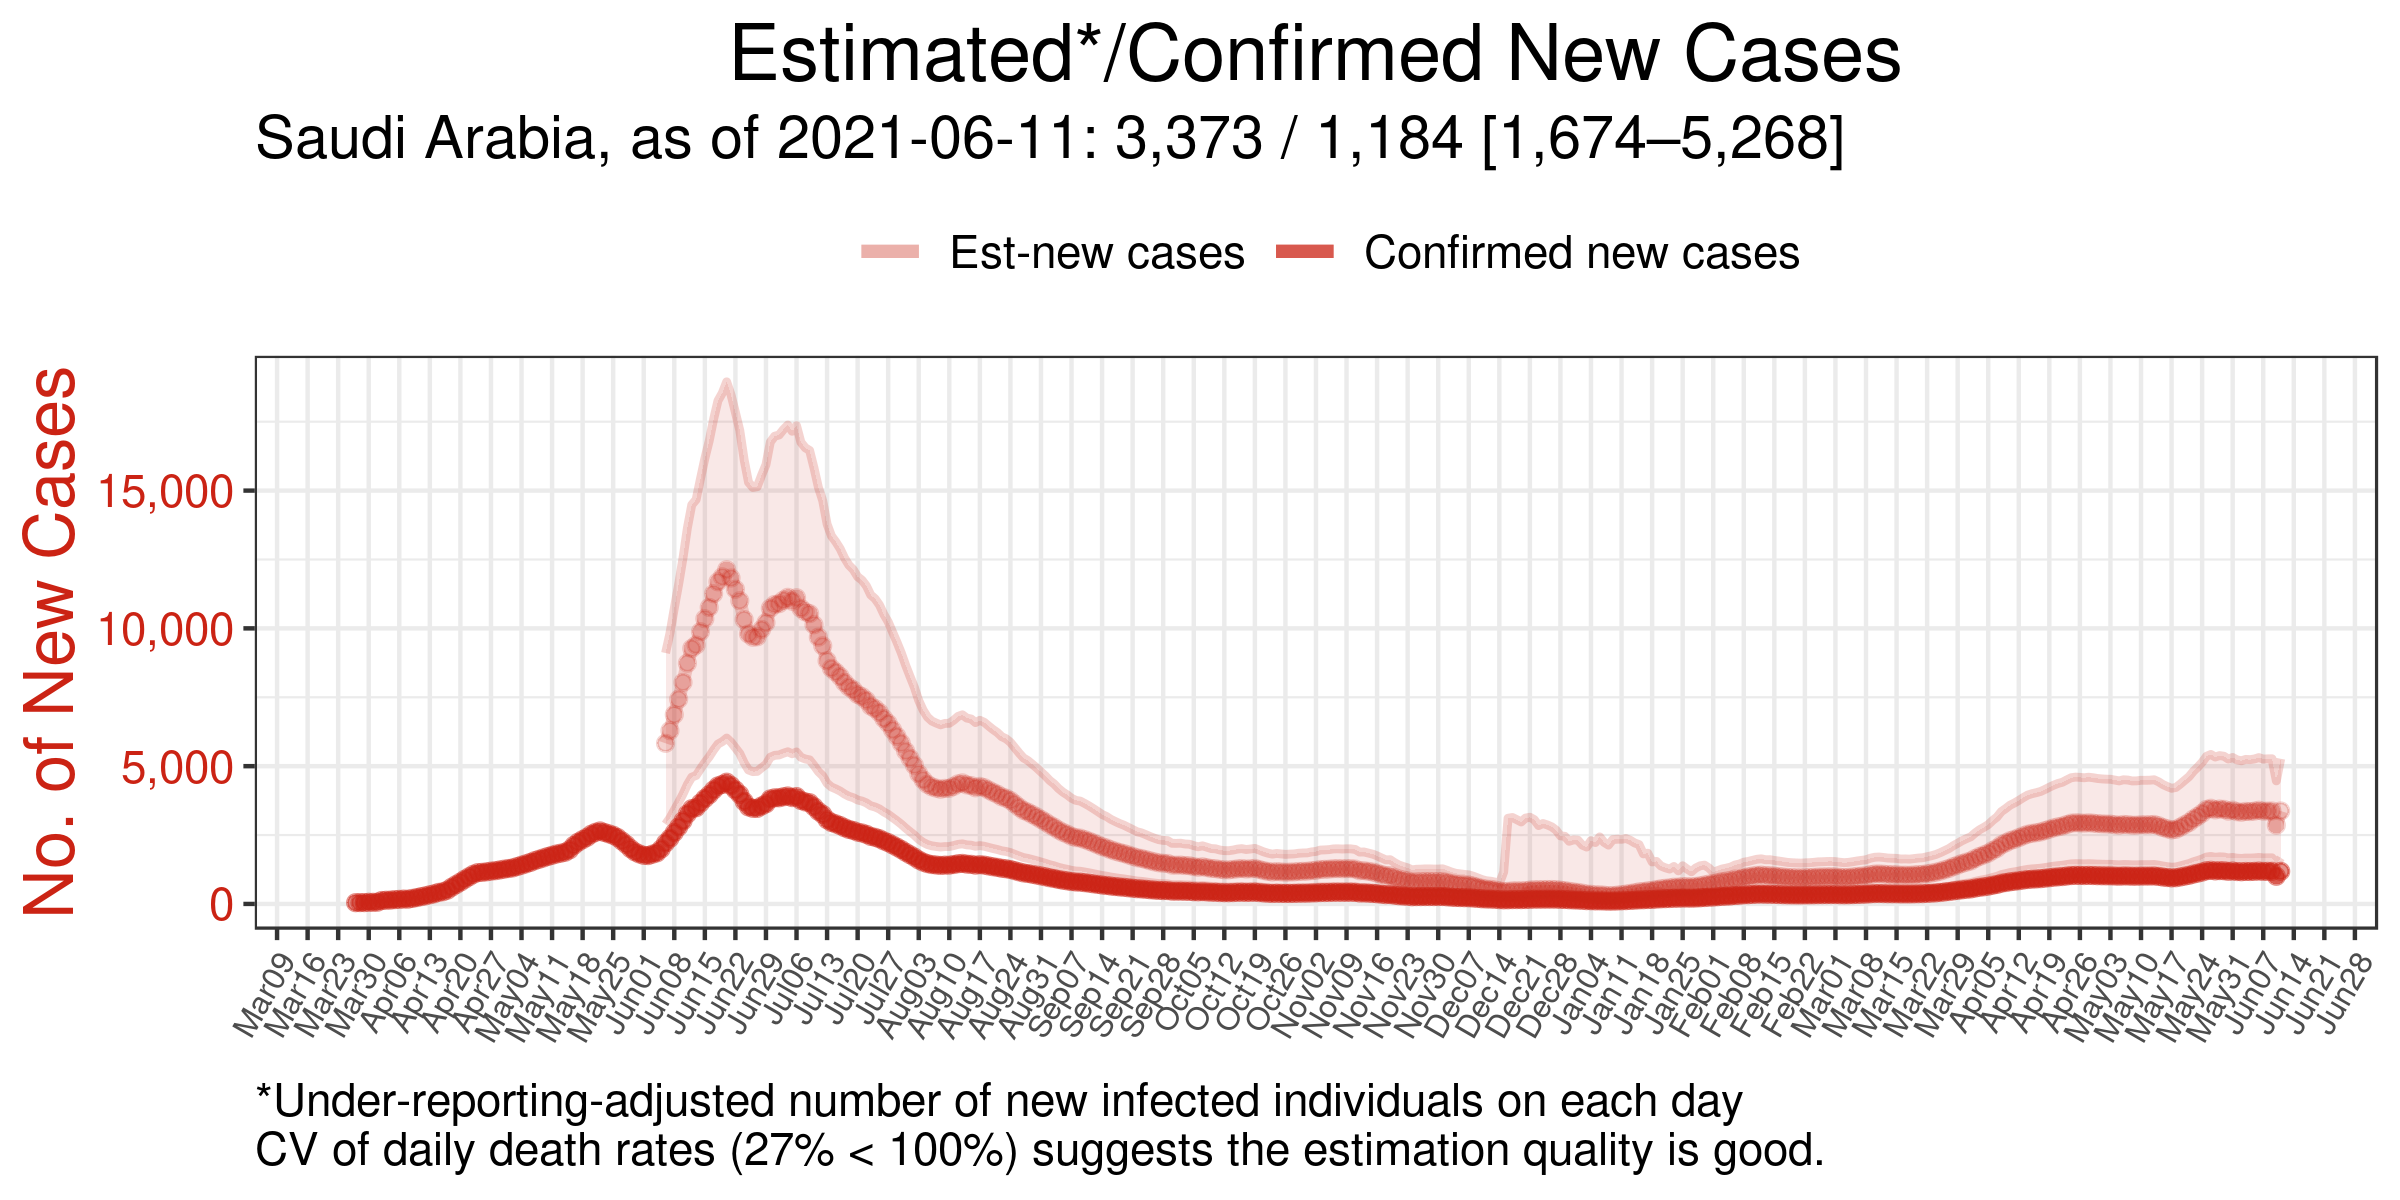 Estimated*/Confirmed New Cases
Saudi Arabia, as of 2021-06-11: 3,373 / 1,184 [1,674–5,268]
Est-new cases Confirmed new cases
No. of New Cases
15,000
10,000
5,000
0
Mar09 Mar16 Mar23 Mar30 Apr06 Apr13 Apr20 Apr27 May04 May11 May18 May25 Jun01 Jun08 Jun15 Jun22 Jun29 Jul06 Jul13 Jul20 Jul27 Aug03 Aug10 Aug17 Aug24 Aug31 Sep07 Sep14 Sep21 Sep28 Oct05 Oct12 Oct19 Oct26 Nov02 Nov09 Nov16 Nov23 Nov30 Dec07 Dec14 Dec21 Dec28 Jan04 Jan11 Jan18 Jan25 Feb01 Feb08 Feb15 Feb22 Mar01 Mar08 Mar15 Mar22 Mar29 Apr05 Apr12 Apr19 Apr26 May03 May10 May17 May24 May31 Jun07 Jun14 Jun21 Jun28
*Under-reporting-adjusted number of new infected individuals on each day
CV of daily death rates (27% < 100%) suggests the estimation quality is good.